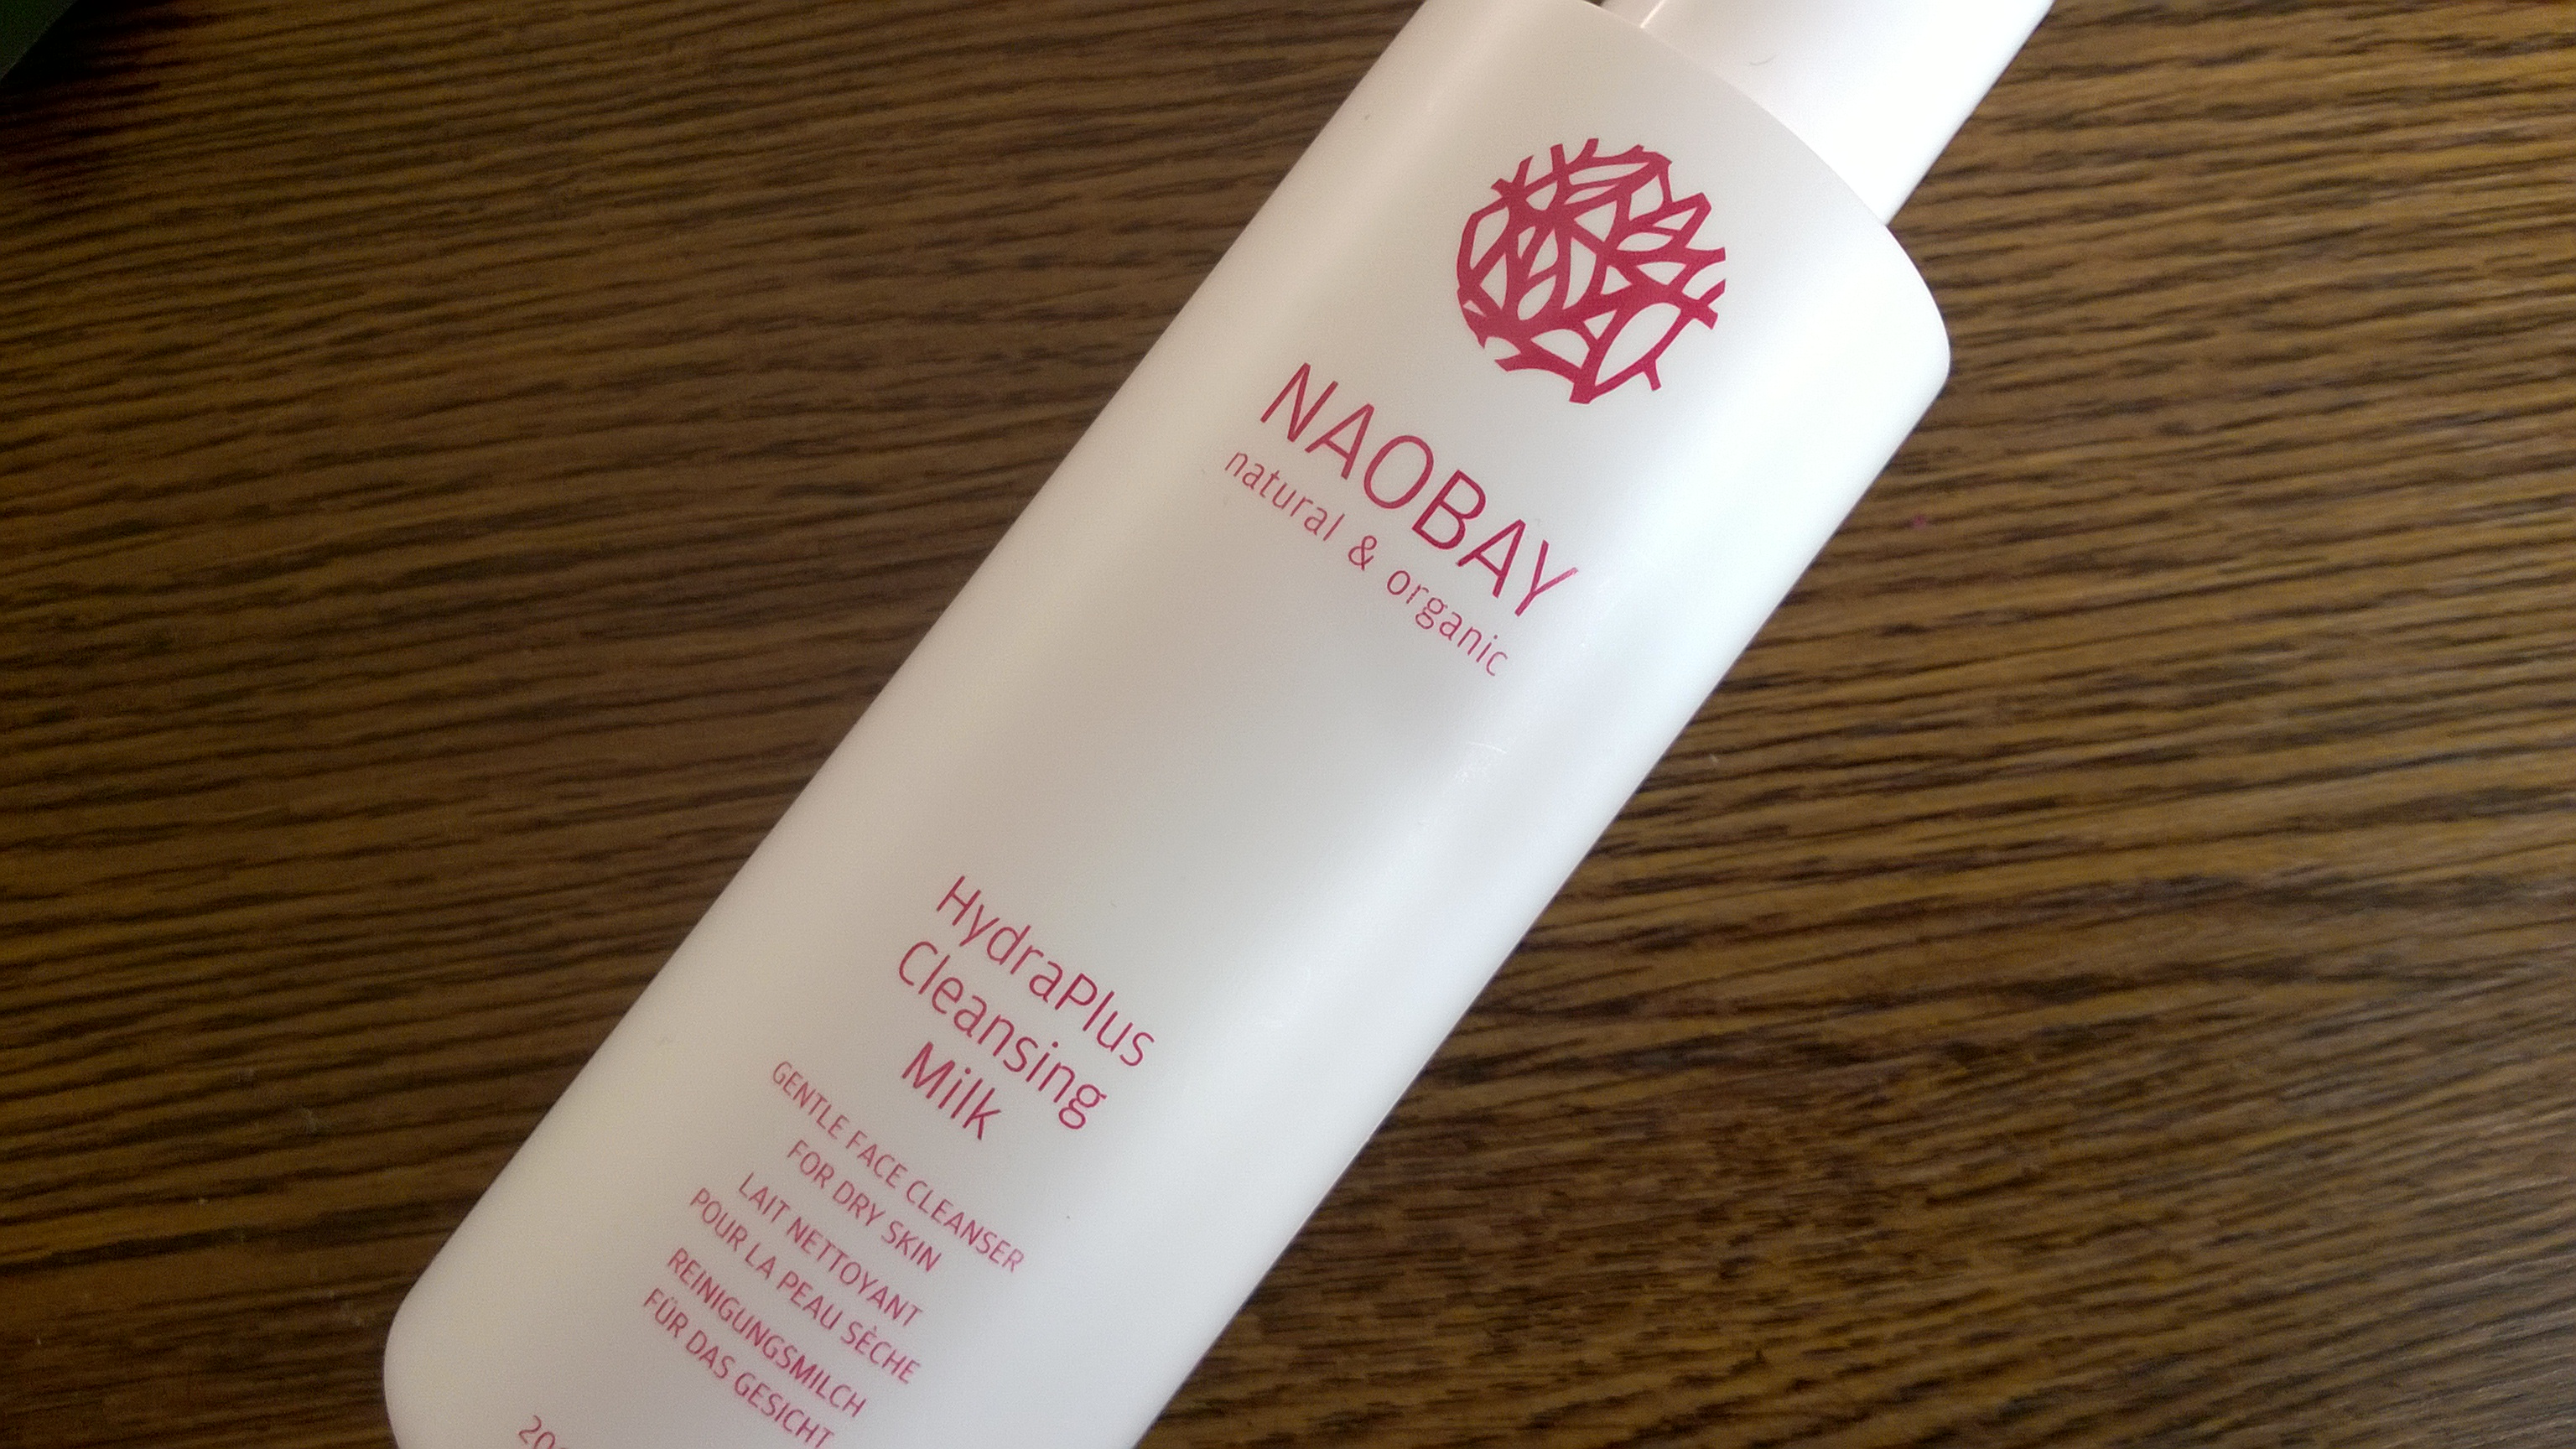 NAOBAY
natural & organic
HydraPlus
Cleansing
Milk
GENTLE FACE CLEANSER
FOR DRY SKIN
LAIT NETTOYANT
POUR LA PEAU SÈCHE
REINIGUNGSMILCH
FÜR DAS GESICHT